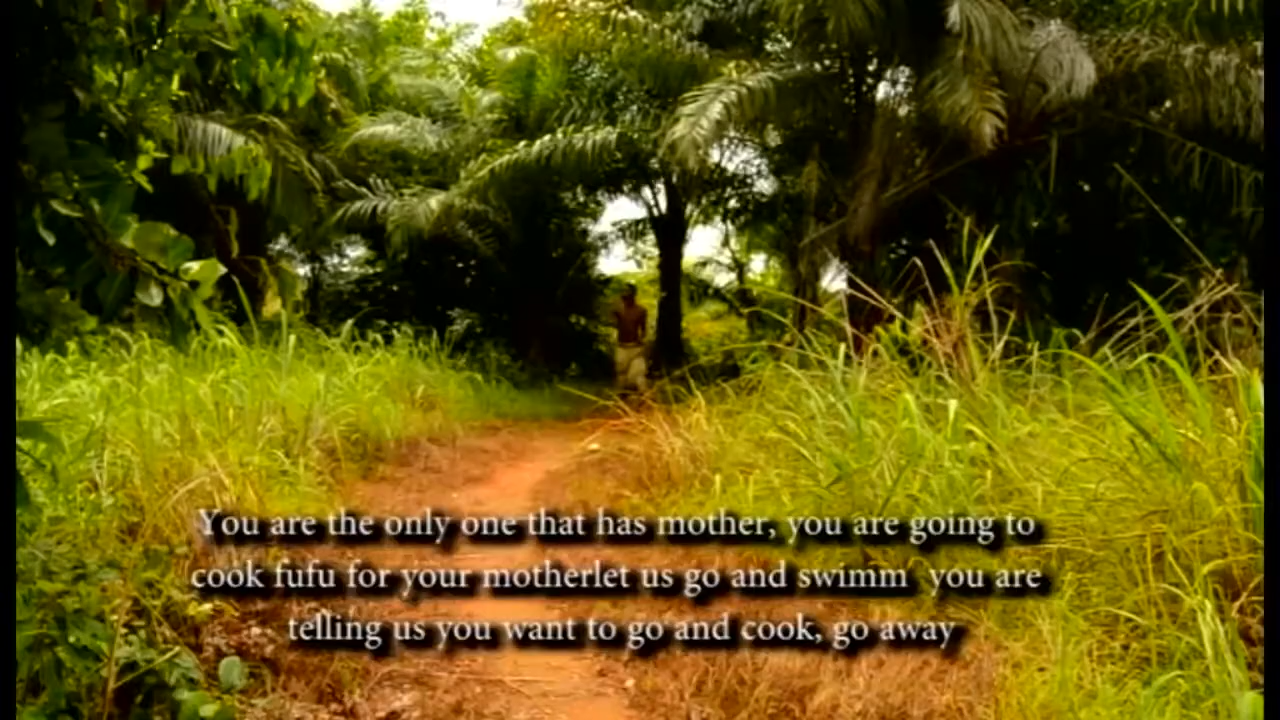 You are the only one that has mother, you are going to
cook fufu for your motherlet us go and swimm  you are
telling us you want to go and cook, go away